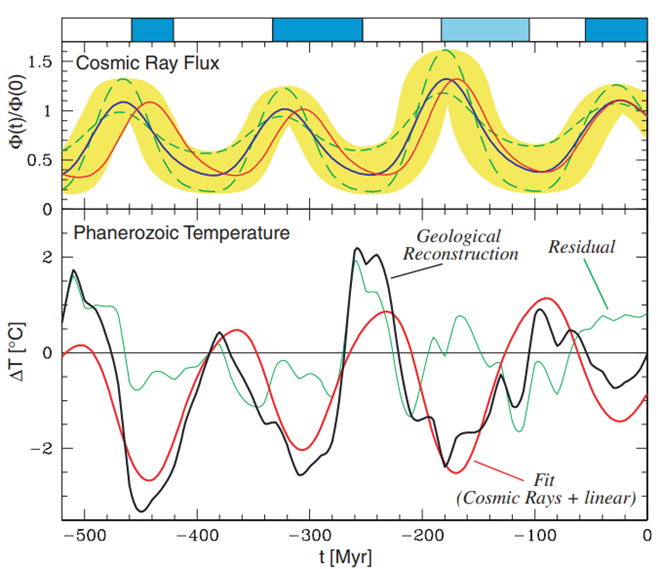 Cosmic Ray Flux
Φ(t)/Φ(0)
1.5
1
0.5
0
Phanerozoic Temperature
Geological
Reconstruction
Residual
ΔT [°C]
2
0
−2
Fit
(Cosmic Rays + linear)
−500
−400
−300
−200
−100
0
t [Myr]